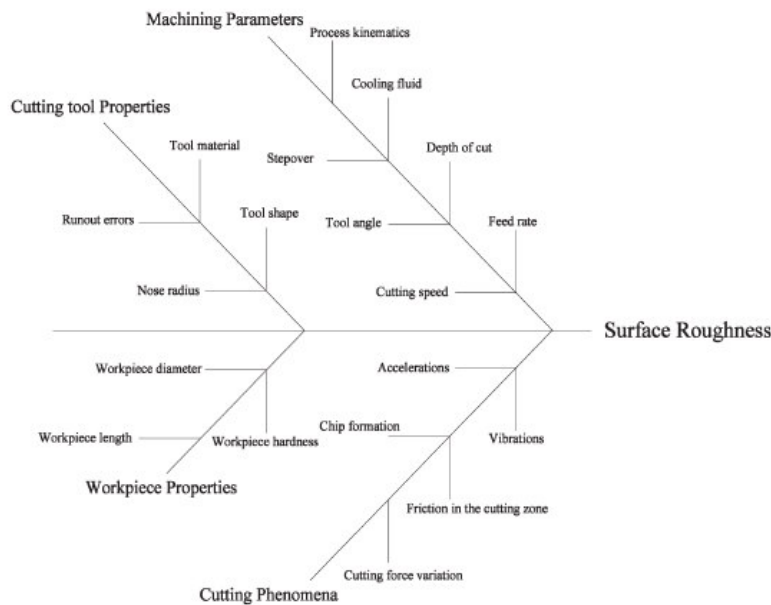 Machining Parameters
Process kinematics
Cooling fluid
Cutting tool Properties
Tool material
Stepover
Depth of cut
Runout errors
Tool shape
Tool angle
Feed rate
Nose radius
Cutting speed
Surface Roughness
Workpiece diameter
Accelerations
Chip formation
Workpiece length
Workpiece hardness
Vibrations
Workpiece Properties
Friction in the cutting zone
Cutting force variation
Cutting Phenomena